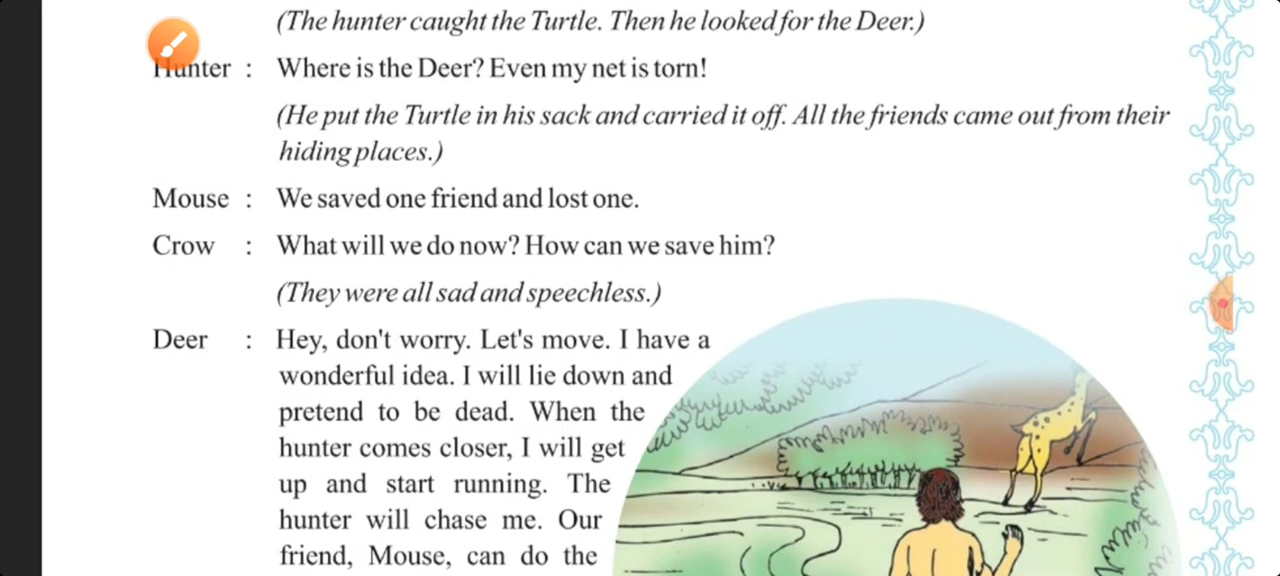 (The hunter caught the Turtle. Then he looked for the Deer.)
Hunter : Where is the Deer? Even my net is torn!
(He put the Turtle in his sack and carried it off. All the friends came out from their
hiding places.)
Mouse : We saved one friend and lost one.
Crow : What will we do now? How can we save him?
(They were all sad and speechless.)
Deer : Hey, don't worry. Let's move. I have a
wonderful idea. I will lie down and
pretend to be dead. When the
hunter comes closer, I will get
up and start running. The
hunter will chase me. Our
friend, Mouse, can do the